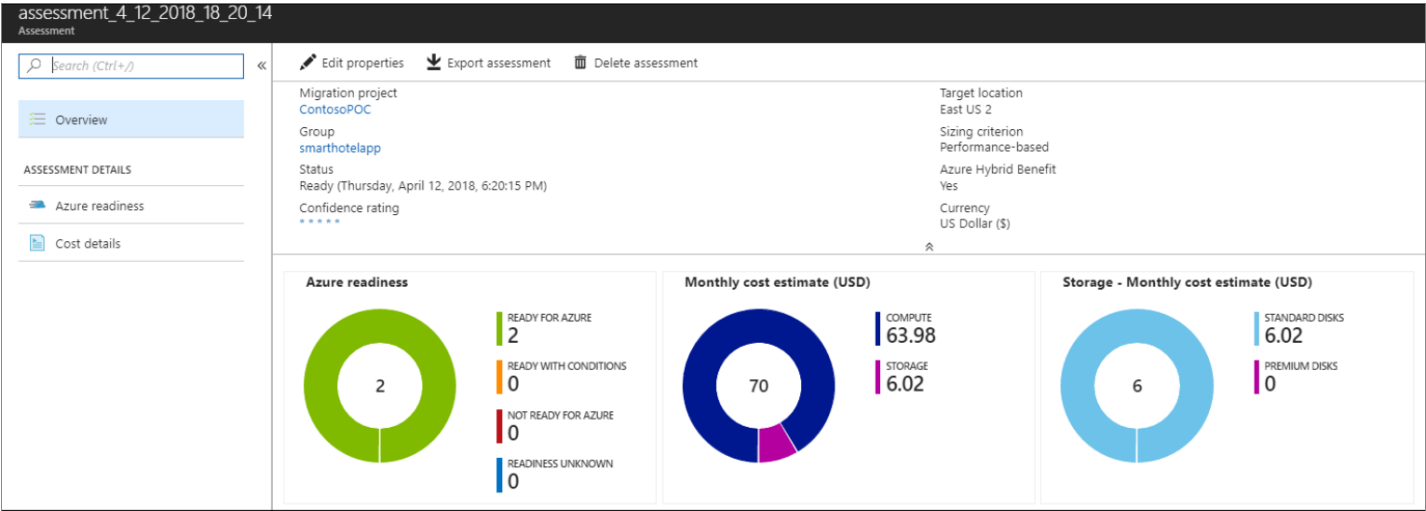 assessment_4_12_2018_18_20_14
Assessment
Search (Ctrl+/)
«
Overview
ASSESSMENT DETAILS
Azure readiness
Cost details
Edit properties
Export assessment
Delete assessment
Migration project
ContosoPOC
Group
smarthotelapp
Status
Ready (Thursday, April 12, 2018, 6:20:15 PM)
Confidence rating
* * * * *
Target location
East US 2
Sizing criterion
Performance-based
Azure Hybrid Benefit
Yes
Currency
US Dollar ($)
Azure readiness
2
READY FOR AZURE
2
READY WITH CONDITIONS
0
NOT READY FOR AZURE
0
READINESS UNKNOWN
0
Monthly cost estimate (USD)
70
COMPUTE
63.98
STORAGE
6.02
Storage - Monthly cost estimate (USD)
6
STANDARD DISKS
6.02
PREMIUM DISKS
0